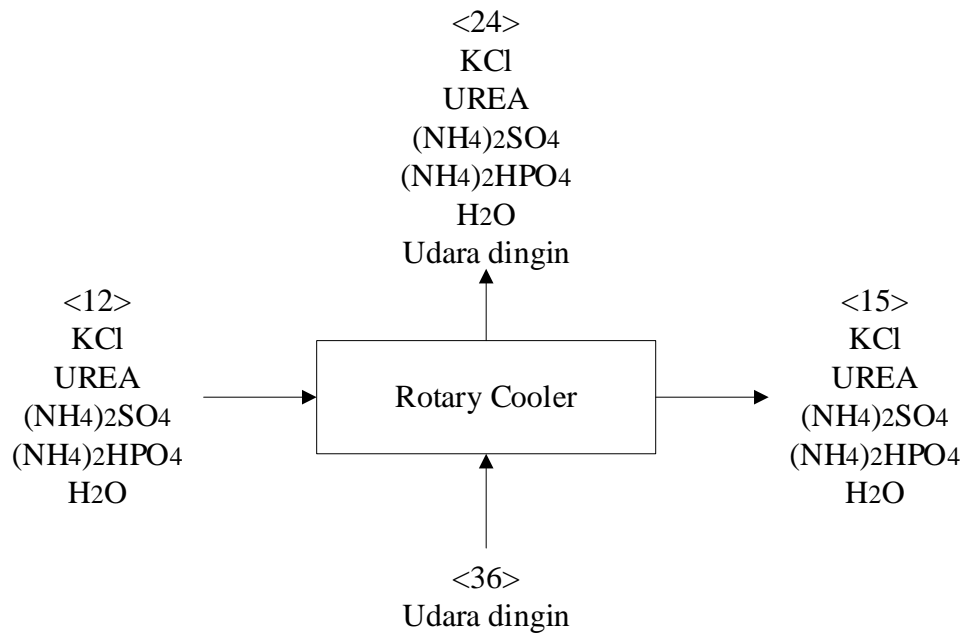 <24>
KCl
UREA
(NH4)2SO4
(NH4)2HPO4
H2O
Udara dingin
<12>
KCl
UREA
(NH4)2SO4
(NH4)2HPO4
H2O
Rotary Cooler
<15>
KCl
UREA
(NH4)2SO4
(NH4)2HPO4
H2O
<36>
Udara dingin